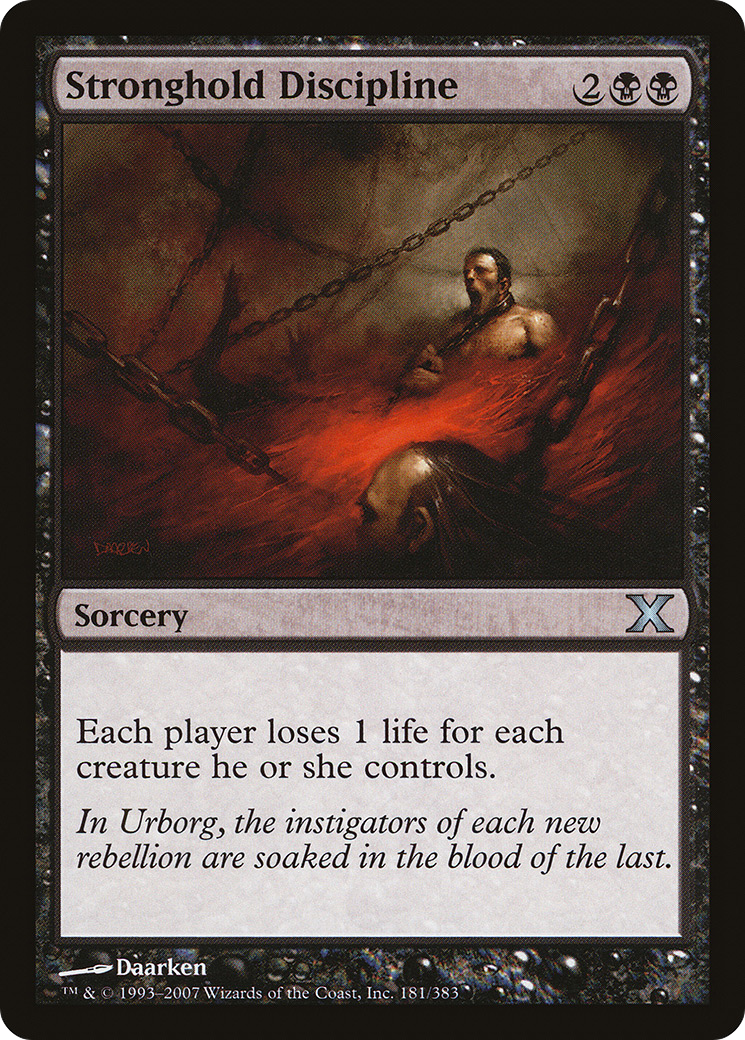 Stronghold Discipline 2
DAARKEN
Sorcery X
Each player loses 1 life for each
creature he or she controls.
In Urborg, the instigators of each new
rebellion are soaked in the blood of the last.
Daarken
™ & © 1993–2007 Wizards of the Coast, Inc. 181/383